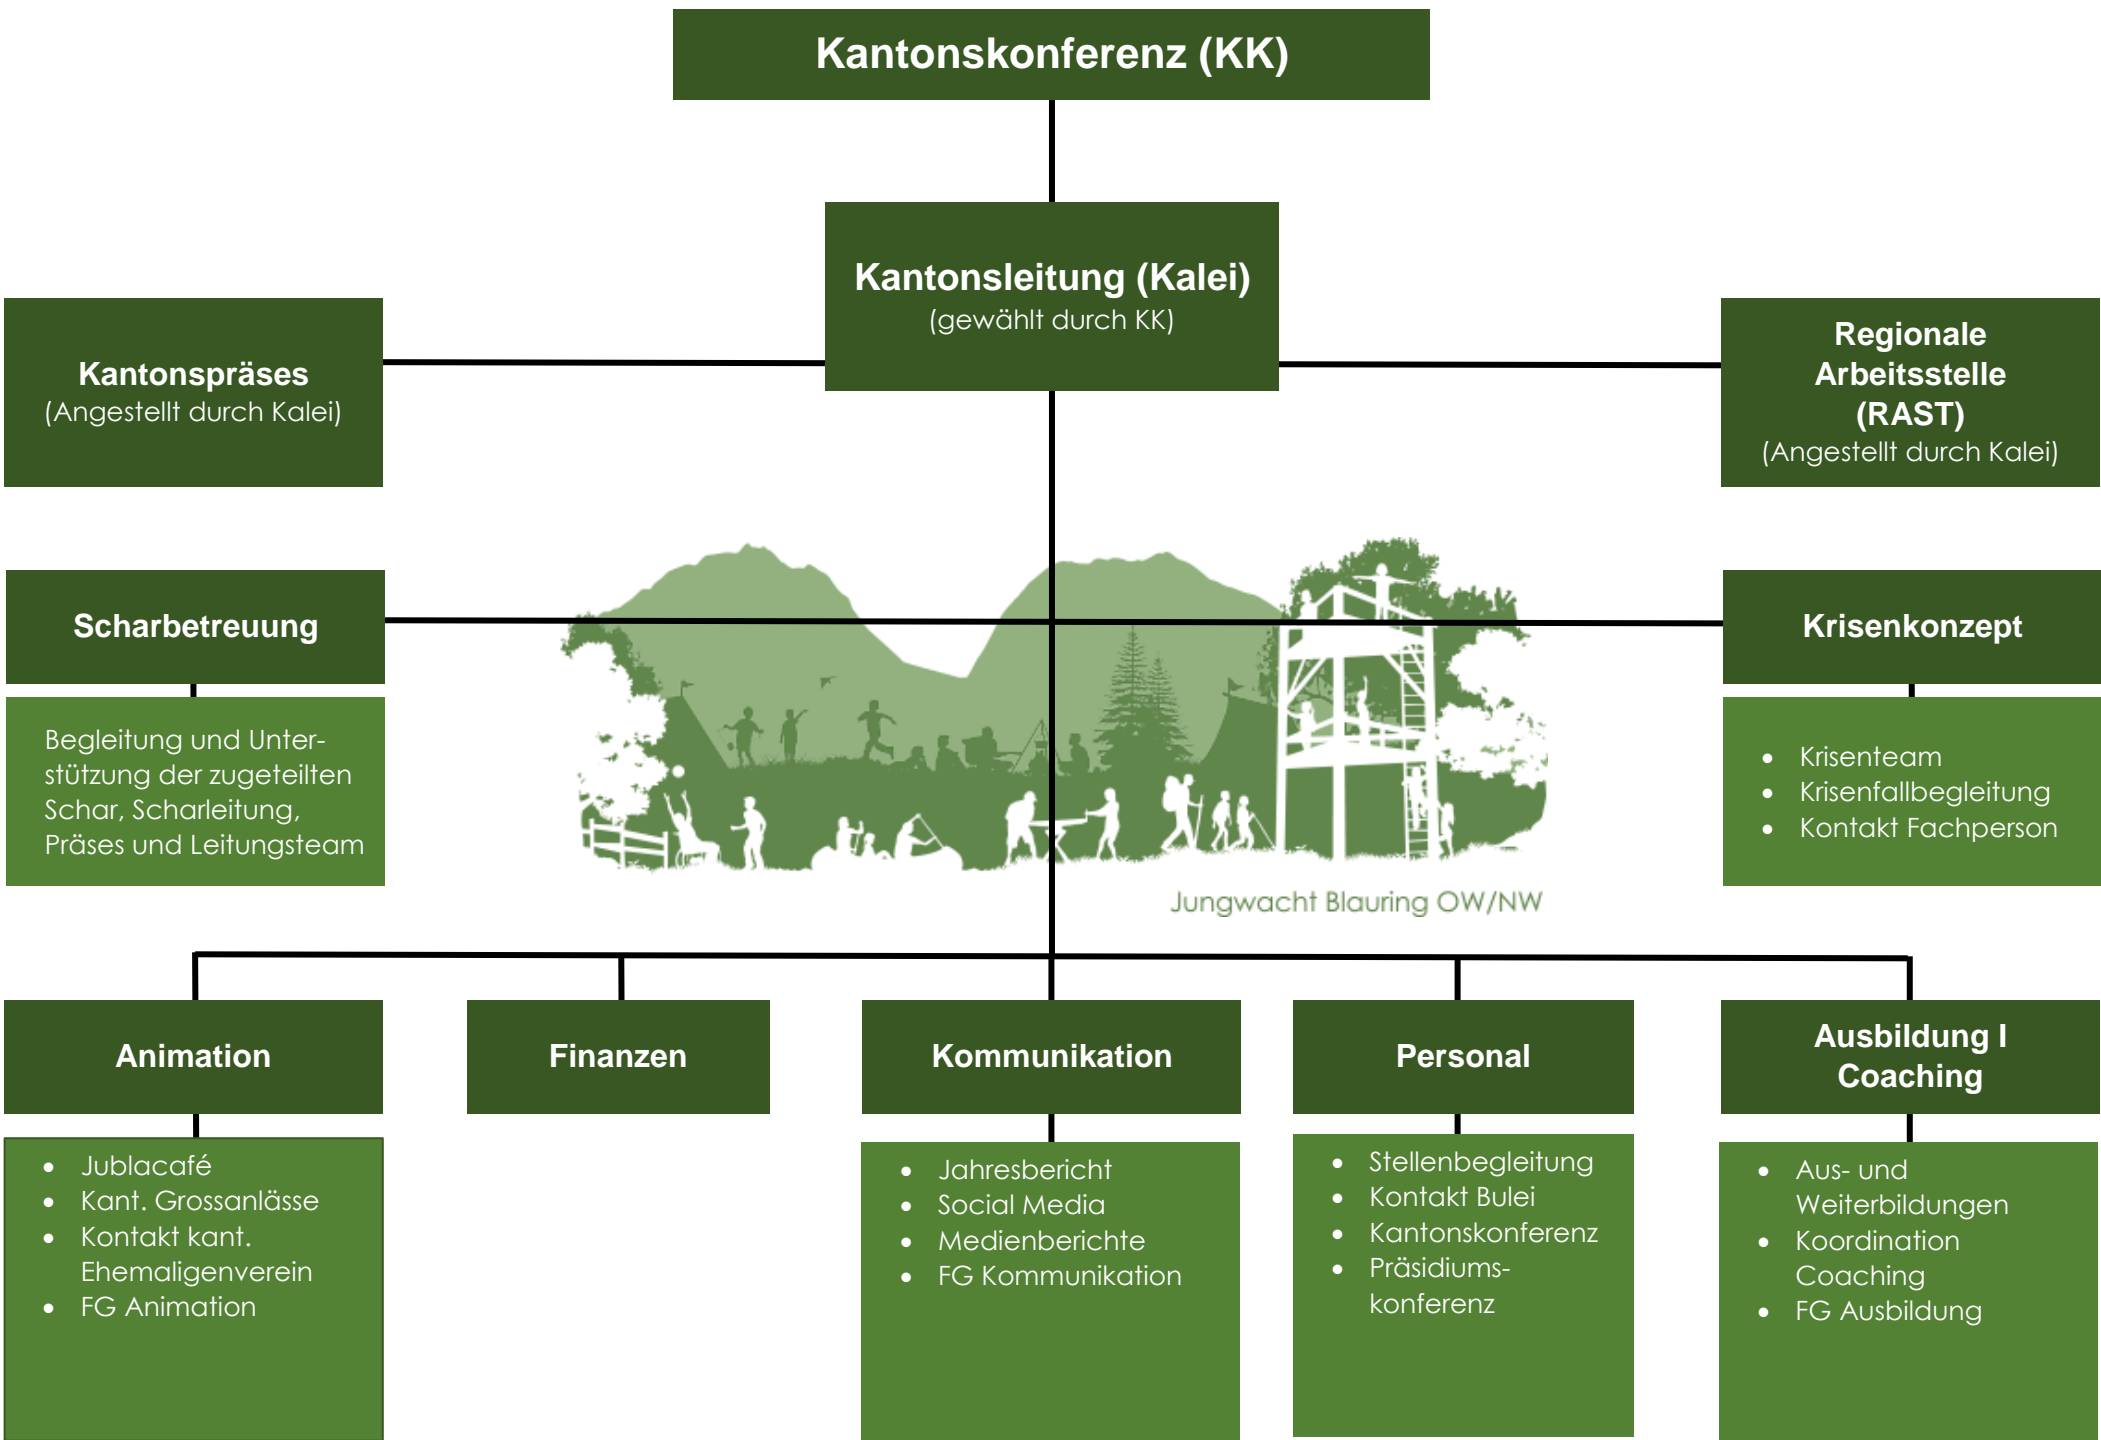 Kantonskonferenz (KK)
Kantonsleitung (Kalei)
(gewählt durch KK)
Kantonspräses
(Angestellt durch Kalei)
Regionale
Arbeitsstelle
(RAST)
(Angestellt durch Kalei)
Scharbetreuung
Begleitung und Unter-
stützung der zugeteilten
Schar, Scharleitung,
Präses und Leitungsteam
Krisenkonzept
• Krisenteam
• Krisenfallbegleitung
• Kontakt Fachperson
Jungwacht Blauring OW/NW
Animation
• Jublacafé
• Kant. Grossanlässe
• Kontakt kant.
Ehemaligenverein
• FG Animation
Finanzen
Kommunikation
• Jahresbericht
• Social Media
• Medienberichte
• FG Kommunikation
Personal
• Stellenbegleitung
• Kontakt Bulei
• Kantonskonferenz
• Präsidiums-
konferenz
Ausbildung I
Coaching
• Aus- und
Weiterbildungen
• Koordination
Coaching
• FG Ausbildung